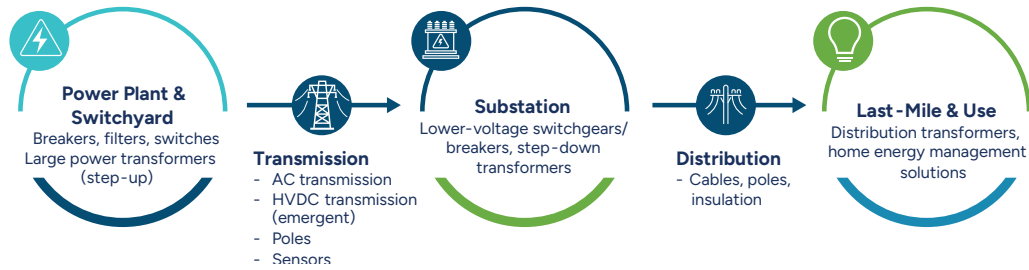 Power Plant &
Switchyard
Breakers, filters, switches
Large power transformers
(step-up)
Transmission
- AC transmission
- HVDC transmission
(emergent)
- Poles
- Sensors
Substation
Lower-voltage switchgears/
breakers, step-down
transformers
Distribution
- Cables, poles,
insulation
Last-Mile & Use
Distribution transformers,
home energy management
solutions